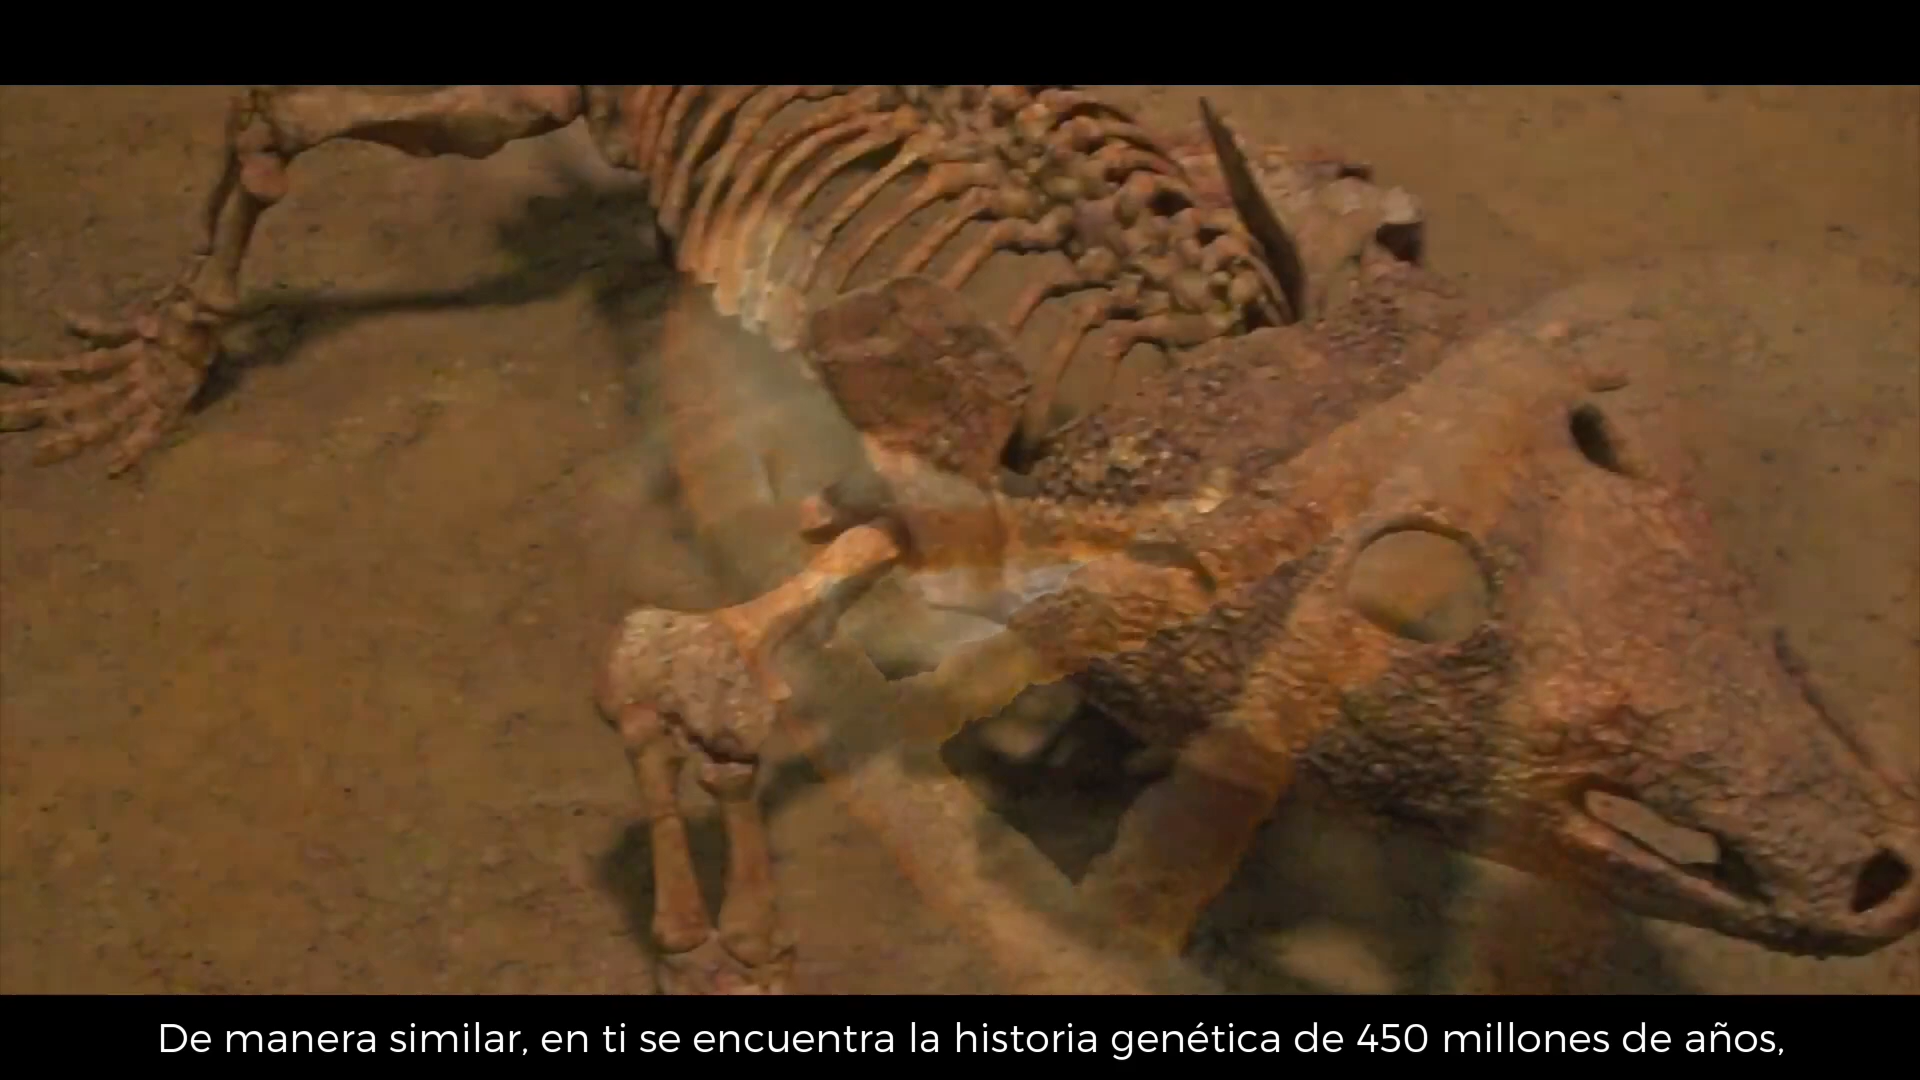 De manera similar, en ti se encuentra la historia genética de 450 millones de años,